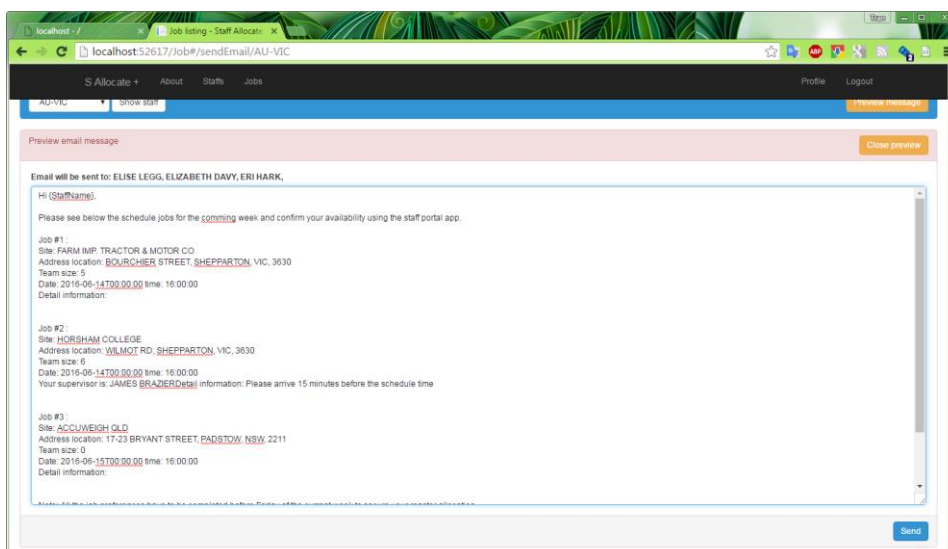 localhost - /
Job listing - Staff Allocate
localhost:52617/Job#/sendEmail/AU-VIC
S Allocate +
About
Staffs
Jobs
Profile
Logout
AU-VIC
Show staff
Preview message
Preview email message
Close preview
Email will be sent to: ELISE LEGG, ELIZABETH DAVY, ERI HARK,
Hi {StaffName},
Please see below the schedule jobs for the comming week and confirm your availability using the staff portal app.
Job #1 :
Site: FARM IMP. TRACTOR & MOTOR CO
Address location: BOURCHIER STREET, SHEPPARTON, VIC, 3630
Team size: 5
Date: 2016-06-14T00:00:00 time: 16:00:00
Detail information:
Job #2 :
Site: HORSHAM COLLEGE
Address location: WILMOT RD, SHEPPARTON, VIC, 3630
Team size: 6
Date: 2016-06-14T00:00:00 time: 16:00:00
Your supervisor is: JAMES BRAZIERDetail information: Please arrive 15 minutes before the schedule time
Job #3 :
Site: ACCUWEIGH QLD
Address location: 17-23 BRYANT STREET, PADSTOW, NSW, 2211
Team size: 0
Date: 2016-06-15T00:00:00 time: 16:00:00
Detail information:
Send